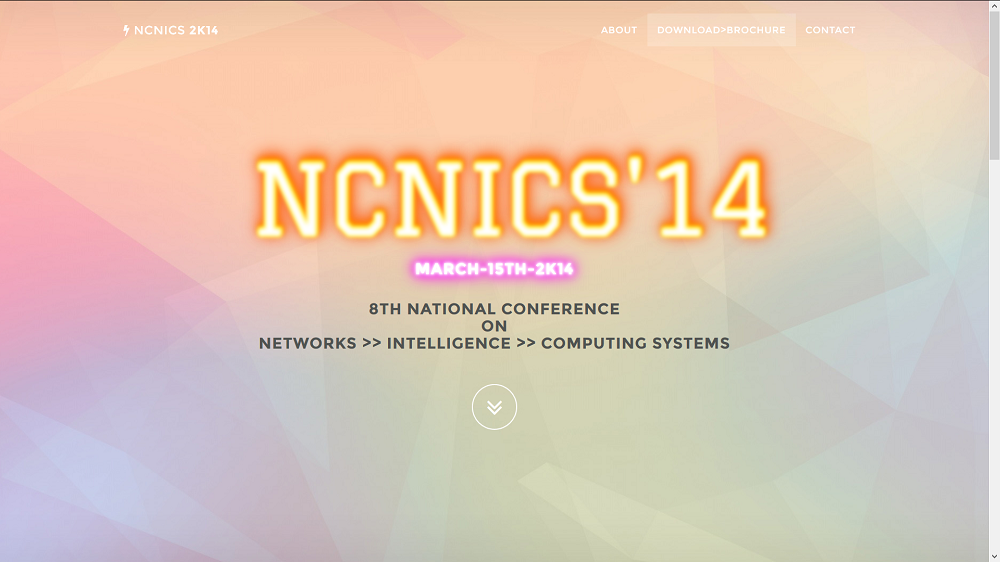 NCNICS 2K14
ABOUT DOWNLOAD>BROCHURE CONTACT
NCNICS'14
MARCH-15TH-2K14
8TH NATIONAL CONFERENCE
ON
NETWORKS >> INTELLIGENCE >> COMPUTING SYSTEMS